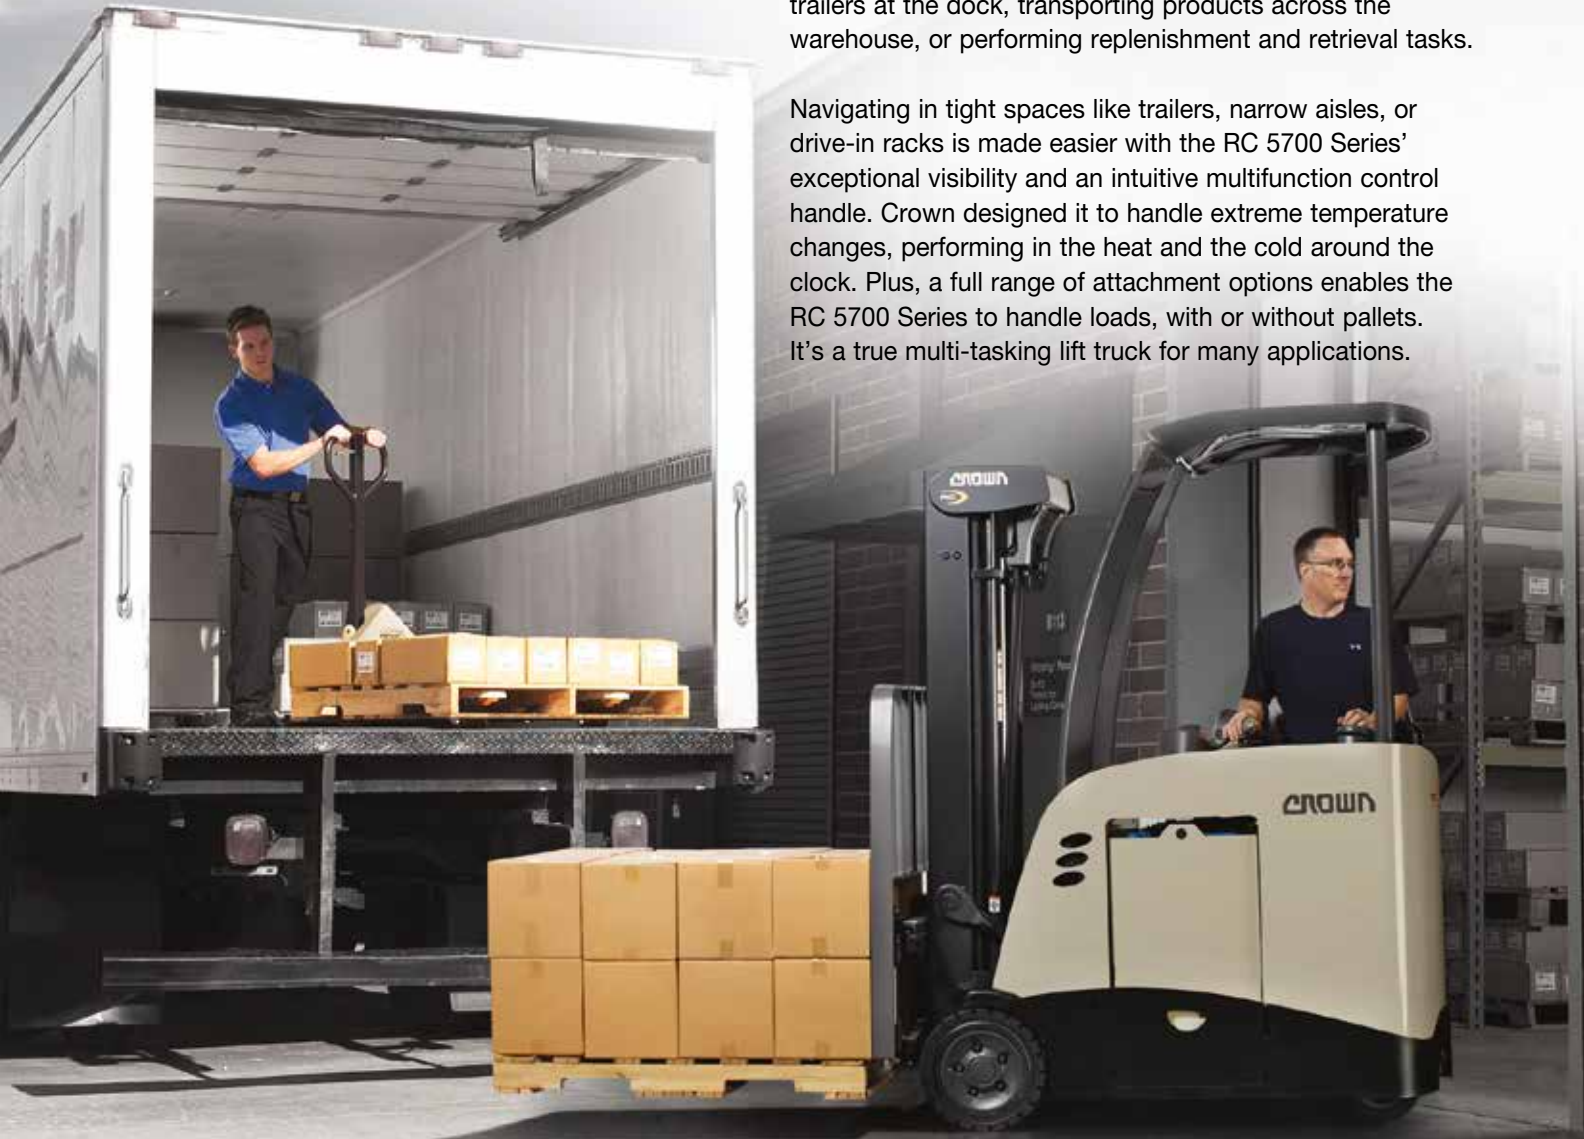 trailers at the dock, transporting products across the
warehouse, or performing replenishment and retrieval tasks.
Navigating in tight spaces like trailers, narrow aisles, or
drive-in racks is made easier with the RC 5700 Series’
exceptional visibility and an intuitive multifunction control
handle. Crown designed it to handle extreme temperature
changes, performing in the heat and the cold around the
clock. Plus, a full range of attachment options enables the
RC 5700 Series to handle loads, with or without pallets.
It’s a true multi-tasking lift truck for many applications.
CROWN
CROWN